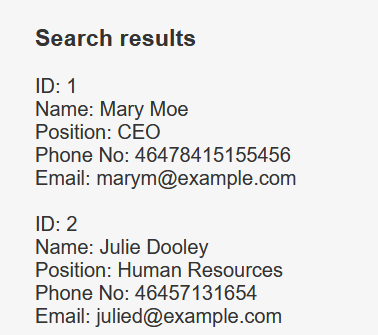 Search results
ID: 1
Name: Mary Moe
Position: CEO
Phone No: 46478415155456
Email: marym@example.com
ID: 2
Name: Julie Dooley
Position: Human Resources
Phone No: 46457131654
Email: julied@example.com